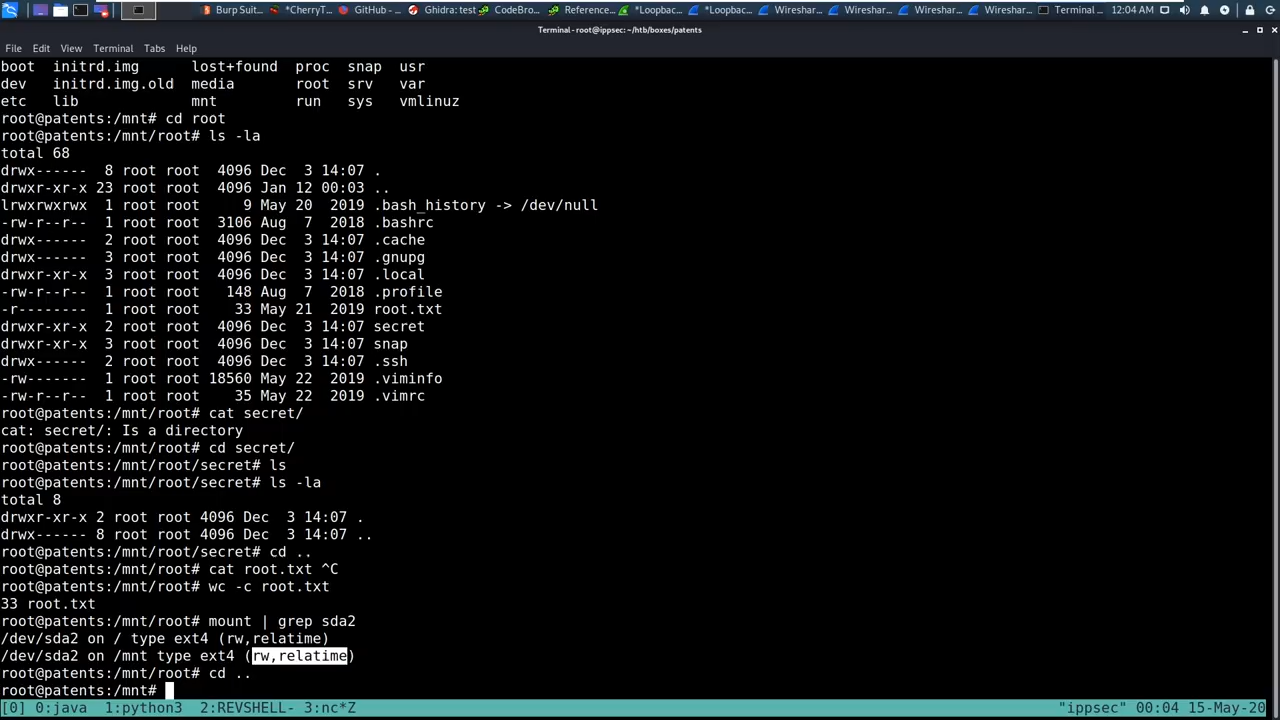 Burp Suit...
*CherryT...
GitHub - ...
Ghidra: test
CodeBro...
Reference...
*Loopbac...
*Loopbac...
Wireshar...
Wireshar...
Wireshar...
Wireshar...
Terminal -...
12:04 AM
Terminal - root@ippsec: ~/htb/boxes/patents
File Edit View Terminal Tabs Help
boot initrd.img lost+found proc snap usr
dev initrd.img.old media root srv var
etc lib mnt run sys vmlinuz
root@patents:/mnt# cd root
root@patents:/mnt/root# ls -la
total 68
drwx------ 8 root root 4096 Dec 3 14:07 .
drwxr-xr-x 23 root root 4096 Jan 12 00:03 ..
lrwxrwxrwx 1 root root 9 May 20 2019 .bash_history -> /dev/null
-rw-r--r-- 1 root root 3106 Aug 7 2018 .bashrc
drwx------ 2 root root 4096 Dec 3 14:07 .cache
drwx------ 3 root root 4096 Dec 3 14:07 .gnupg
drwxr-xr-x 3 root root 4096 Dec 3 14:07 .local
-rw-r--r-- 1 root root 148 Aug 7 2018 .profile
-r-------- 1 root root 33 May 21 2019 root.txt
drwxr-xr-x 2 root root 4096 Dec 3 14:07 secret
drwxr-xr-x 3 root root 4096 Dec 3 14:07 snap
drwx------ 2 root root 4096 Dec 3 14:07 .ssh
-rw------- 1 root root 18560 May 22 2019 .viminfo
-rw-r--r-- 1 root root 35 May 22 2019 .vimrc
root@patents:/mnt/root# cat secret/
cat: secret/: Is a directory
root@patents:/mnt/root# cd secret/
root@patents:/mnt/root/secret# ls
root@patents:/mnt/root/secret# ls -la
total 8
drwxr-xr-x 2 root root 4096 Dec 3 14:07 .
drwx------ 8 root root 4096 Dec 3 14:07 ..
root@patents:/mnt/root/secret# cd ..
root@patents:/mnt/root# cat root.txt ^C
root@patents:/mnt/root# wc -c root.txt
33 root.txt
root@patents:/mnt/root# mount | grep sda2
/dev/sda2 on / type ext4 (rw,relatime)
/dev/sda2 on /mnt type ext4 (rw,relatime)
root@patents:/mnt/root# cd ..
root@patents:/mnt#
[0] 0:java 1:python3 2:REVSHELL- 3:nc*Z "ippsec" 00:04 15-May-20